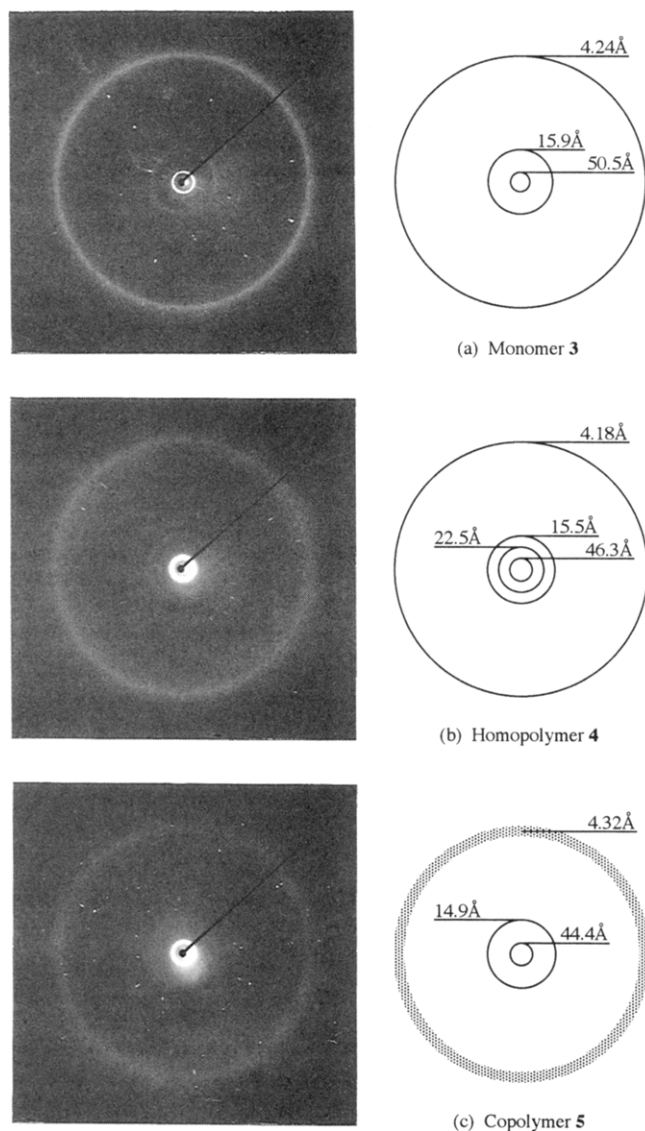 4.24Å
15.9Å
50.5Å
(a) Monomer 3
4.18Å
22.5Å
15.5Å
46.3Å
(b) Homopolymer 4
4.32Å
14.9Å
44.4Å
(c) Copolymer 5